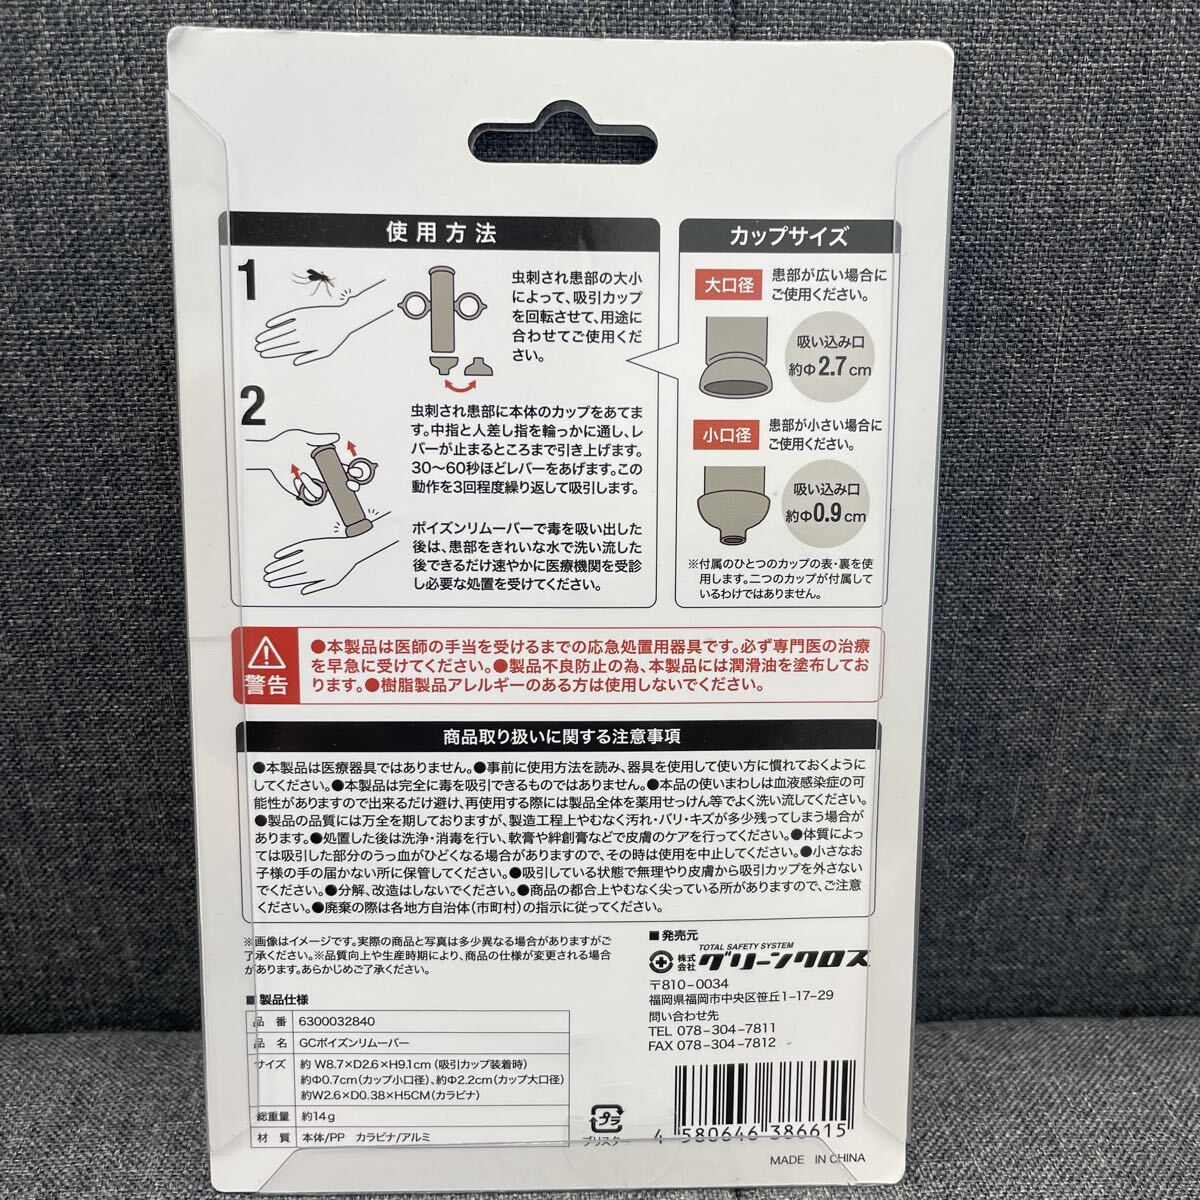 使用方法
1
虫刺され患部の大小
によって、吸引カップ
を回転させて、用途に
合わせてご使用くだ
さい。
2
虫刺され患部に本体のカップをあてま
す。中指と人差し指を輪っかに通し、レ
バーが止まるところまで引き上げます。
30〜60秒ほどレバーをあげます。この
動作を3回程度繰り返して吸引します。
ポイズンリムーバーで毒を吸い出した
後は、患部をきれいな水で洗い流した
後できるだけ速やかに医療機関を受診
し必要な処置を受けてください。
カップサイズ
大口径
患部が広い場合に
ご使用ください。
吸い込み口
約Φ2.7cm
小口径
患部が小さい場合に
ご使用ください。
吸い込み口
約Φ0.9cm
※付属のひとつのカップの表・裏を使
用します。二つのカップが付属して
いるわけではありません。
警告
●本製品は医師の手当を受けるまでの応急処置用器具です。必ず専門医の治療
を早急に受けてください。●製品不良防止の為、本製品には潤滑油を塗布してお
ります。●樹脂製品アレルギーのある方は使用しないでください。
商品取り扱いに関する注意事項
●本製品は医療器具ではありません。●事前に使用方法を読み、器具を使用して使い方に慣れておくように
してください。●本製品は完全に毒を吸引できるものではありません。●本品の使いまわしは血液感染症の可
能性がありますので出来るだけ避け、再使用する際には製品全体を薬用せっけん等でよく洗い流してください。
●製品の品質には万全を期しておりますが、製造工程上やむなく汚れ・バリ・キズが多少残ってしまう場合が
あります。●処置した後は洗浄・消毒を行い、軟膏や絆創膏などで皮膚のケアを行ってください。●体質によっ
ては吸引した部分のうっ血がひどくなる場合がありますので、その時は使用を中止してください。●小さなお
子様の手の届かない所に保管してください。●吸引している状態で無理やり皮膚から吸引カップを外さない
でください。●分解、改造はしないでください。●商品の都合上やむなく尖っている所がありますので、ご注意
ください。●廃棄の際は各地方自治体(市町村)の指示に従ってください。
※画像はイメージです。実際の商品と写真は多少異なる場合がありますがご
了承ください。※品質向上や生産時期により、商品の仕様が変更される場合
があります。あらかじめご了承ください。
■製品仕様
品 番 6300032840
品 名 GCポイズンリムーバー
サイズ 約 W8.7×D2.6×H9.1cm (吸引カップ装着時)
約Φ0.7cm(カップ小口径)、約Φ2.2cm(カップ大口径)
約W2.6×D0.38×H5CM(カラビナ)
総重量 約14g
材 質 本体/PP カラビナ/アルミ
■発売元
TOTAL SAFETY SYSTEM
株式会社 グリーンクロス
〒810-0034
福岡県福岡市中央区笹丘1-17-29
問い合わせ先
TEL 078-304-7811
FAX 078-304-7812
プラ
ブリスター
4 580646 386615
MADE IN CHINA